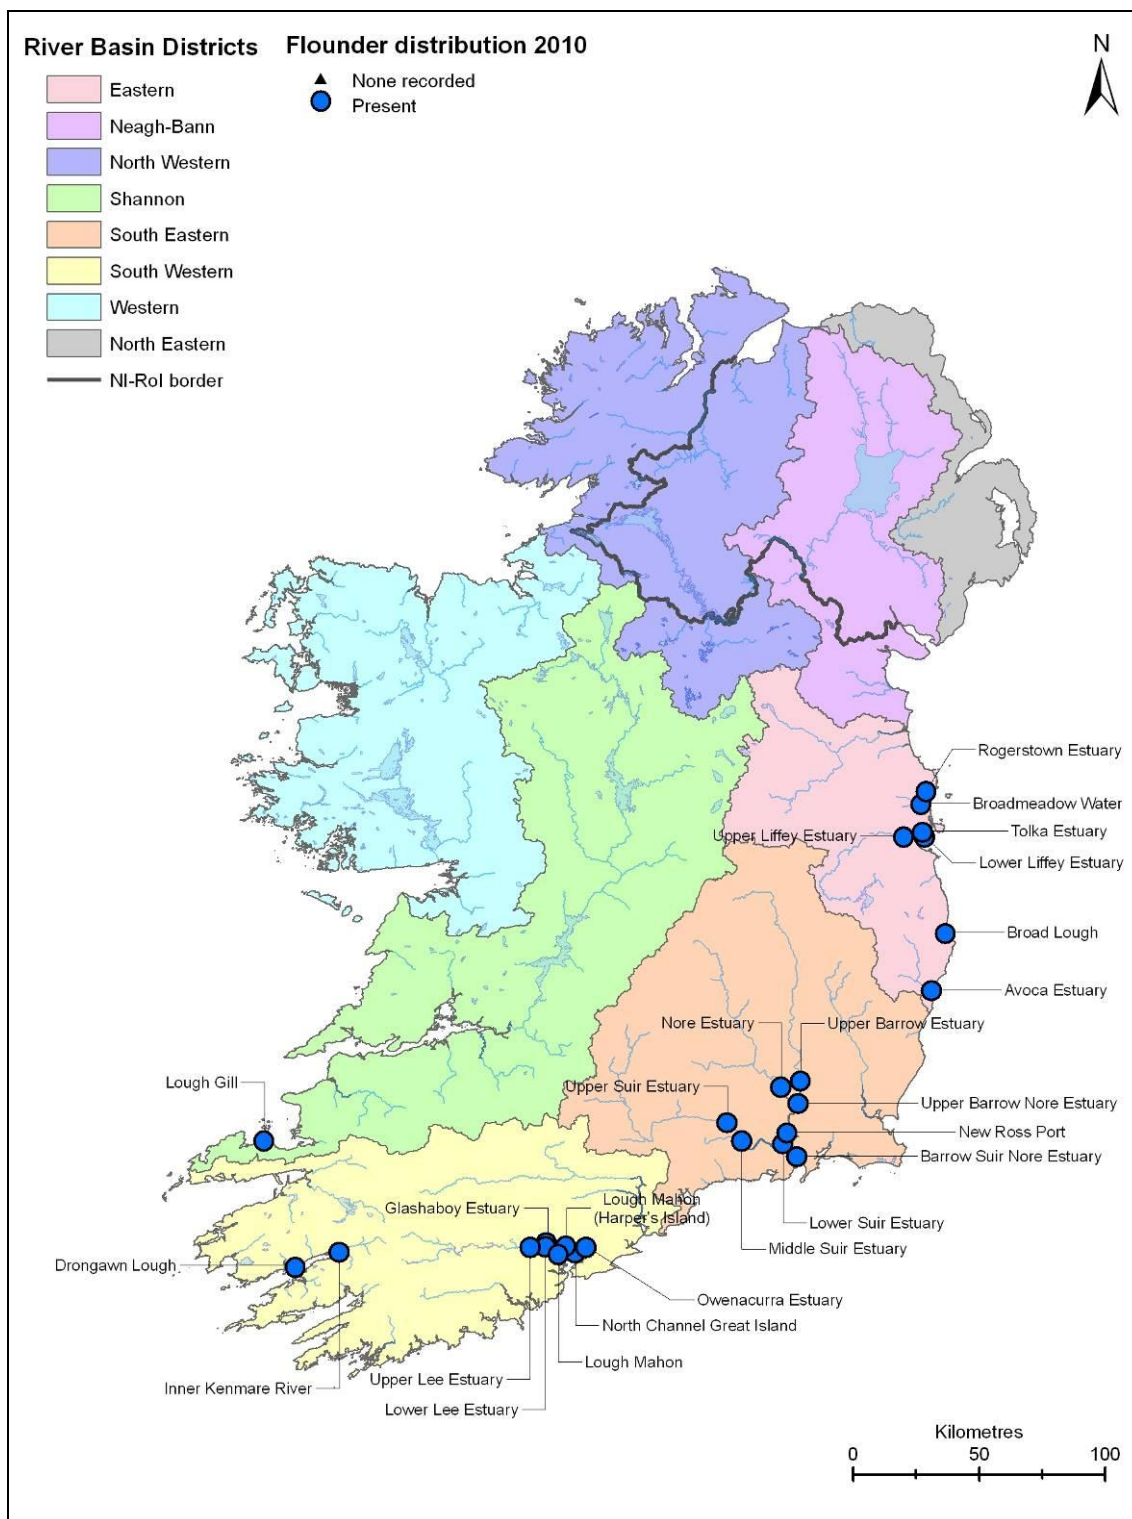 River Basin Districts
Eastern
Neagh-Bann
North Western
Shannon
South Eastern
South Western
Western
North Eastern
NI-RoI border
Flounder distribution 2010
None recorded
Present
N
Rogerstown Estuary
Broadmeadow Water
Tolka Estuary
Upper Liffey Estuary
Lower Liffey Estuary
Broad Lough
Avoca Estuary
Nore Estuary
Upper Barrow Estuary
Lough Gill
Upper Suir Estuary
Upper Barrow Nore Estuary
New Ross Port
Barrow Suir Nore Estuary
Glashaboy Estuary
Lough Mahon
(Harper's Island)
Lower Suir Estuary
Middle Suir Estuary
Drongawn Lough
Owenacurra Estuary
North Channel Great Island
Lough Mahon
Upper Lee Estuary
Inner Kenmare River
Lower Lee Estuary
Kilometres
0 50 100